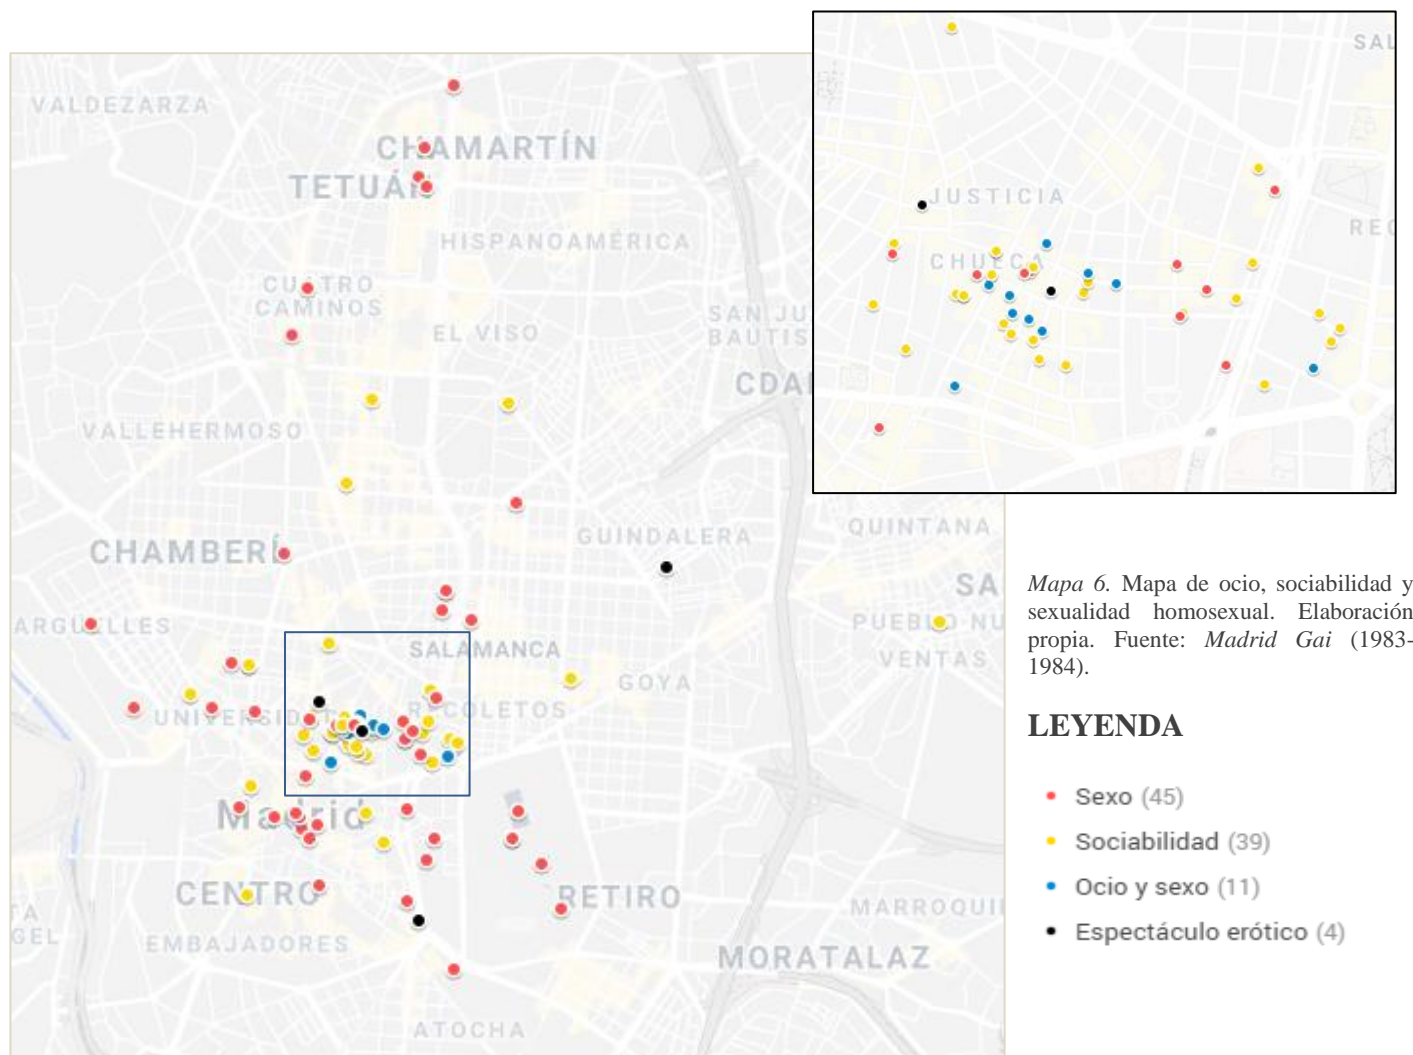 VALDEZARZA
CHAMARTÍN
TETUÁN
HISPANOAMÉRICA
CUATRO
CAMINOS
EL VISO
SAN JU
BAUTIS
CDA
VALLEHERMOSO
GUINDALERA
QUINTANA
CHAMBERÍ
SA
ARGÜELLES
PUEBLO NU
VENTAS
SALAMANCA
GOYA
UNIVERSIDAD
RECOLETOS
Madrid
CENTRO
RETIRO
MARROQUI
TA
GEL
EMBAJADORES
MORATALAZ
ATOCHA
SAL
JUSTICIA
REC
CHUECA
Mapa 6. Mapa de ocio, sociabilidad y
sexualidad homosexual. Elaboración
propia. Fuente: Madrid Gai (1983-
1984).
LEYENDA
Sexo (45)
Sociabilidad (39)
Ocio y sexo (11)
Espectáculo erótico (4)